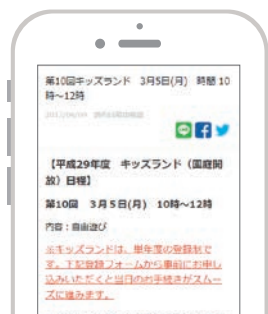 第10回キッズランド 3月5日(月) 時間 10
時～12時
【平成29年度 キッズランド（園庭開
放）日程】
第10回 3月5日(月) 10時～12時
内容：自由遊び
※キッズランドは、単年度の登録制で
す。下記登録フォームから事前にお申し
込みいただくと当日のお手続きがスムー
ズに進みます。